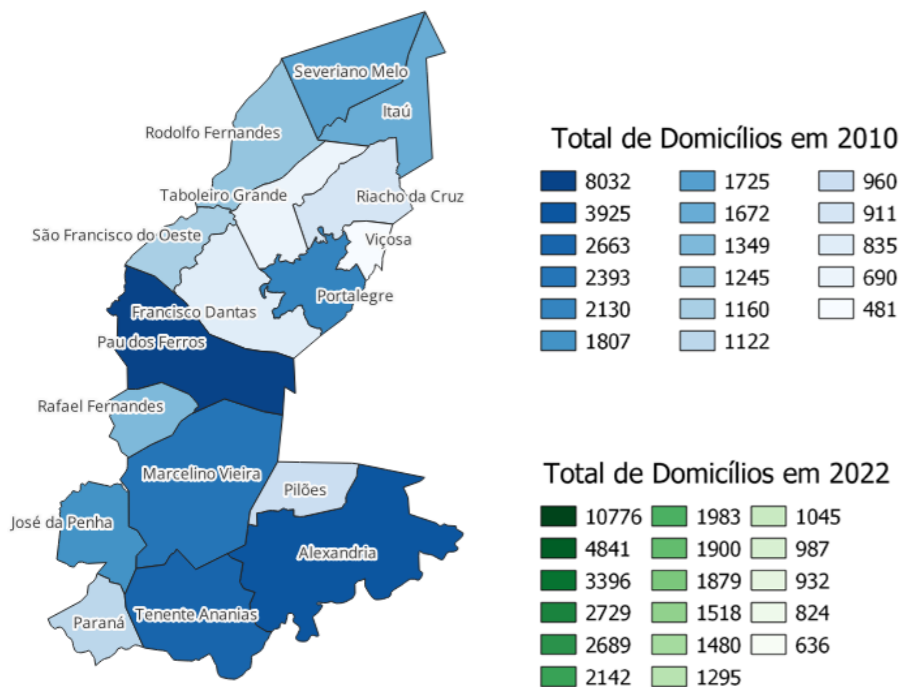 Severiano Melo
Itaú
Rodolfo Fernandes
Taboleiro Grande
Riacho da Cruz
São Francisco do Oeste
Viçosa
Portalegre
Francisco Dantas
Pau dos Ferros
Rafael Fernandes
Marcelino Vieira
Pilões
José da Penha
Alexandria
Paraná
Tenente Ananias
Total de Domicílios em 2010
8032 1725 960
3925 1672 911
2663 1349 835
2393 1245 690
2130 1160 481
1807 1122
Total de Domicílios em 2022
10776 1983 1045
4841 1900 987
3396 1879 932
2729 1518 824
2689 1480 636
2142 1295